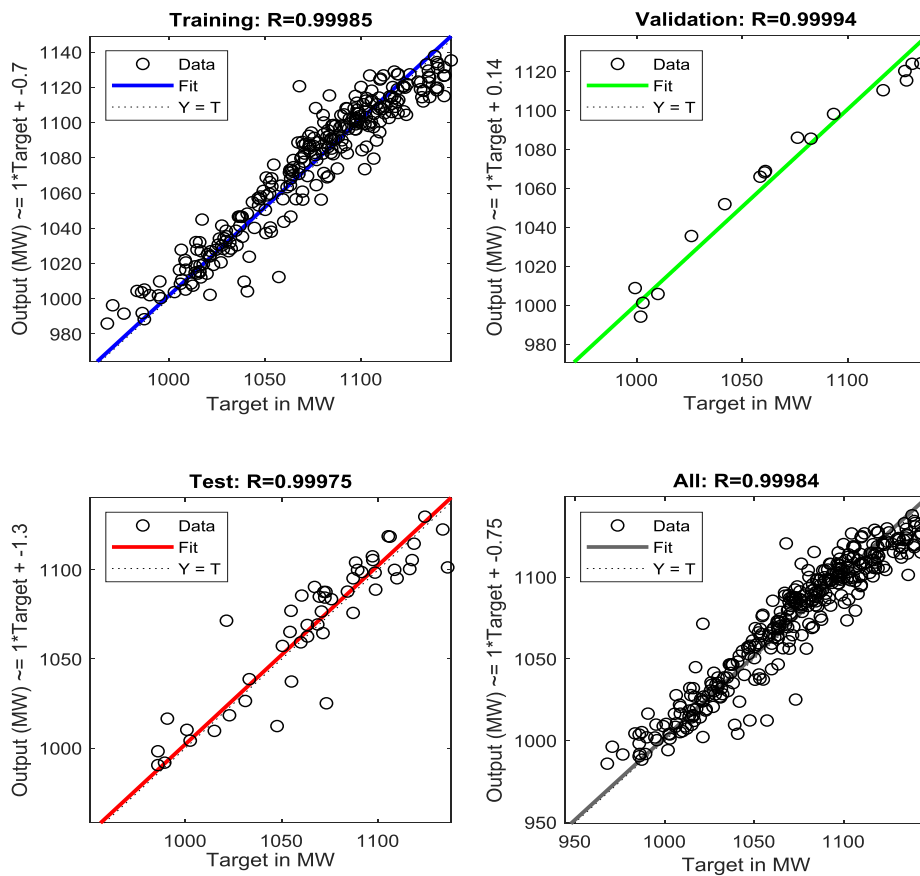 Training: R=0.99985
Output (MW) ~= 1*Target + -0.7
1140
1120
1100
1080
1060
1040
1020
1000
980
Data
Fit
Y = T
1000
1050
1100
Target in MW
Validation: R=0.99994
Output (MW) ~= 1*Target + 0.14
1120
1100
1080
1060
1040
1020
1000
980
Data
Fit
Y = T
1000
1050
1100
Target in MW
Test: R=0.99975
Output (MW) ~= 1*Target + -1.3
1100
1050
1000
Data
Fit
Y = T
1000
1050
1100
Target in MW
All: R=0.99984
Output (MW) ~= 1*Target + -0.75
1100
1050
1000
950
Data
Fit
Y = T
950
1000
1050
1100
Target in MW